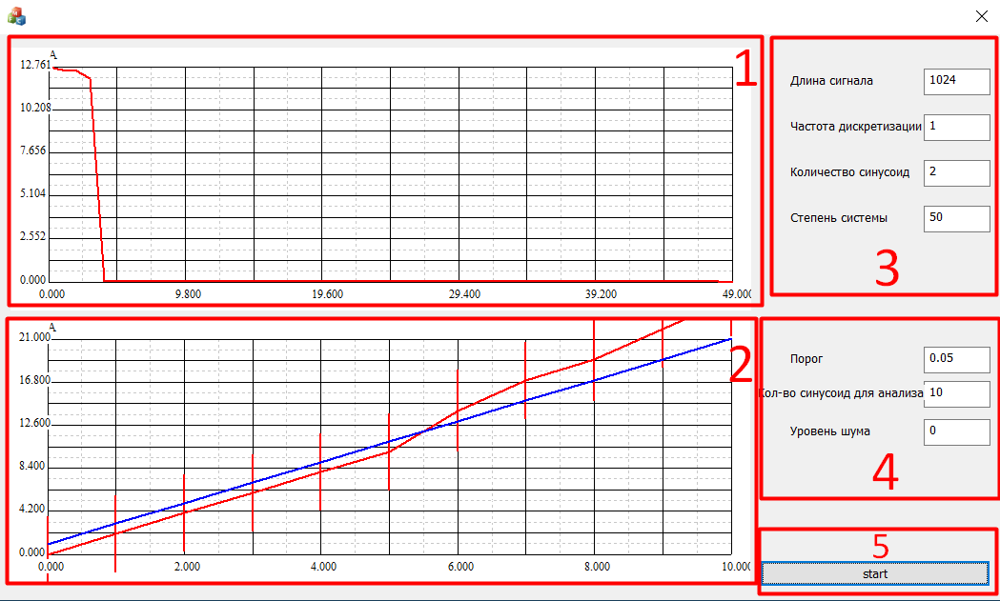 A
12.761
10.208
7.656
5.104
2.552
0.000
0.000 9.800 19.600 29.400 39.200 49.000
1
Длина сигнала 1024
Частота дискретизации 1
Количество синусоид 2
Степень системы 50
3
A
21.000
16.800
12.600
8.400
4.200
0.000
0.000 2.000 4.000 6.000 8.000 10.000
2
Порог 0.05
Кол-во синусоид для анализа 10
Уровень шума 0
4
5
start